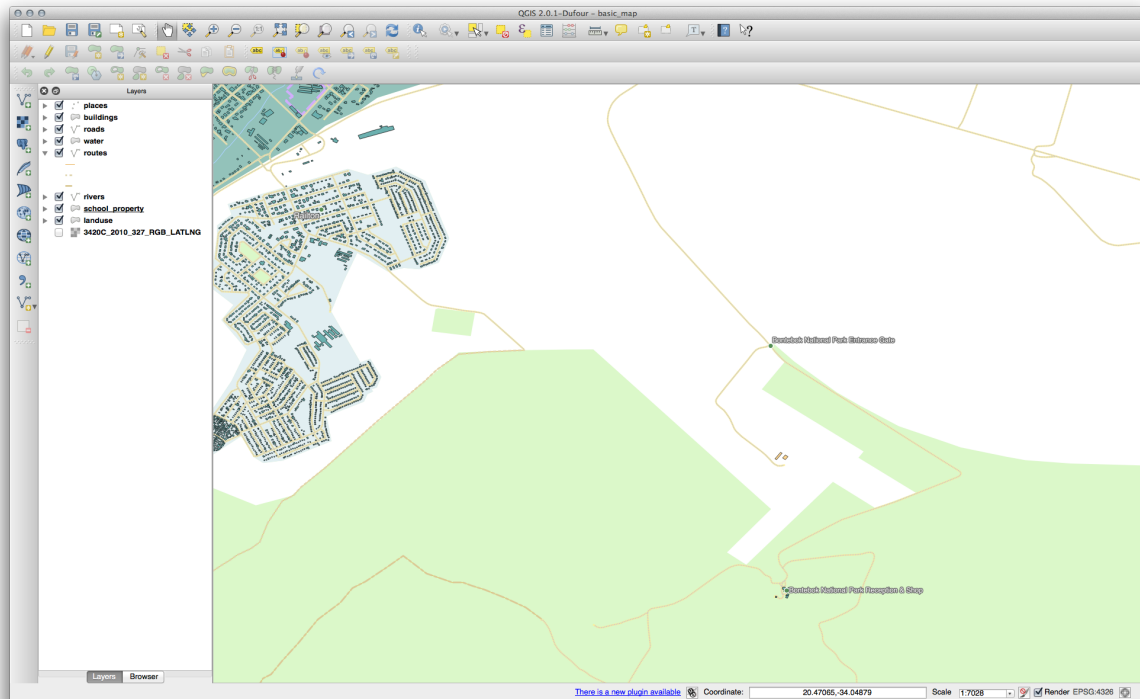 QGIS 2.0.1-Dufour – basic_map
Layers
places
buildings
roads
water
routes
rivers
school_property
landuse
3420C_2010_327_RGB_LATLNG
Railton
Bontebok National Park Entrance Gate
Bontebok National Park Reception & Shop
Layers
Browser
There is a new plugin available
Coordinate:
20.47065,-34.04879
Scale
1:7028
Render
EPSG:4326